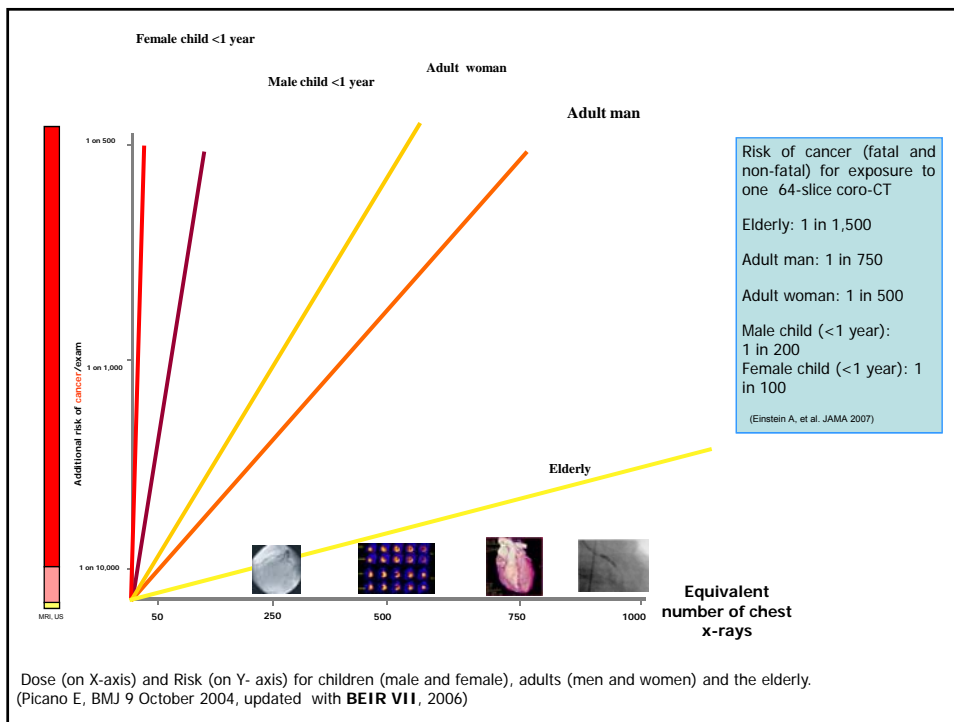 Female child <1 year
Adult woman
Male child <1 year
Adult man
1 on 500
1 on 1,000
1 on 10,000
Additional risk of cancer/exam
MRI, US
Elderly
50
250
500
750
1000
Equivalent
number of chest
x-rays
Risk of cancer (fatal and
non-fatal) for exposure to
one 64-slice coro-CT
Elderly: 1 in 1,500
Adult man: 1 in 750
Adult woman: 1 in 500
Male child (<1 year):
1 in 200
Female child (<1 year): 1
in 100
(Einstein A, et al. JAMA 2007)
Dose (on X-axis) and Risk (on Y- axis) for children (male and female), adults (men and women) and the elderly.
(Picano E, BMJ 9 October 2004, updated with BEIR VII, 2006)